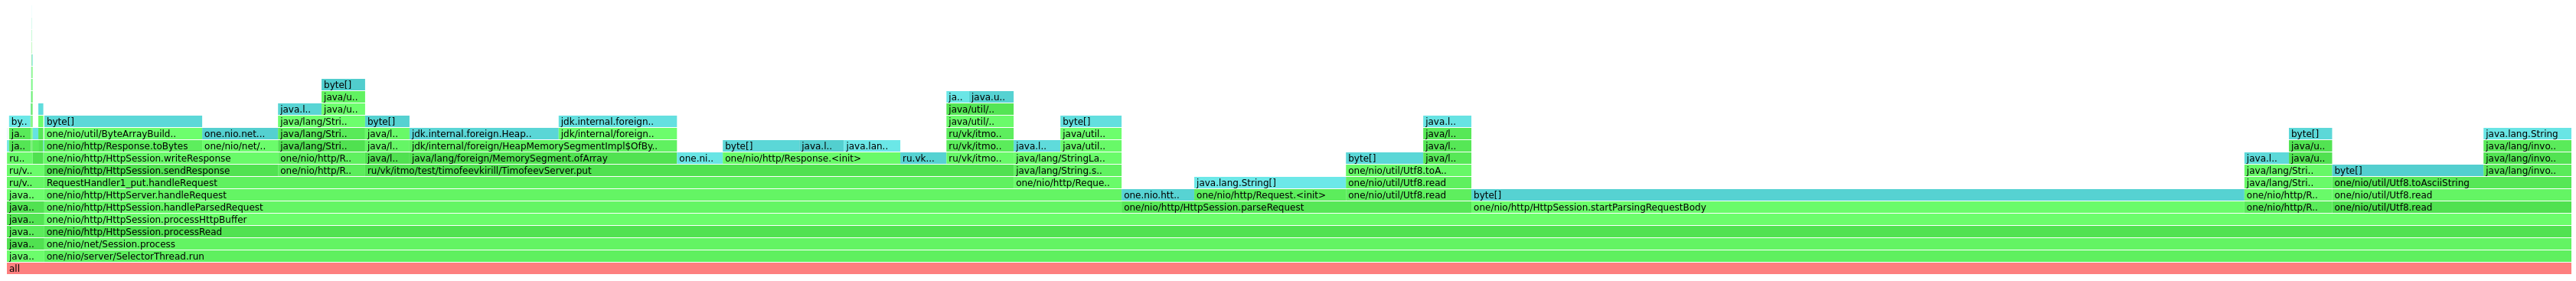 byte[]
java/u..
ja.. java.u..
java.l.. java/u.. java/util/.. java.l..
by.. byte[] java/lang/Stri.. byte[] jdk.internal.foreign.. java/util/.. byte[] java/l..
ja.. one/nio/util/ByteArrayBuild.. one.nio.net... java/lang/Stri.. java/l.. jdk.internal.foreign.Heap.. jdk/internal/foreign.. ru/vk/itmo.. java/util.. java/l.. byte[] java.lang.String
ja.. one/nio/http/Response.toBytes one/nio/net/.. java/lang/Stri.. java/l.. jdk/internal/foreign/HeapMemorySegmentImpl$OfBy.. byte[] java.l.. java.lan.. ru/vk/itmo.. java.l.. java/util.. java/l.. java/u.. java/lang/invo..
ru.. one/nio/http/HttpSession.writeResponse one/nio/http/R.. java/l.. java/lang/foreign/MemorySegment.ofArray one.ni.. one/nio/http/Response.<init> ru.vk... ru/vk/itmo.. java/lang/StringLa.. byte[] java/l.. java.l.. java/u.. java/lang/invo..
ru/v.. one/nio/http/HttpSession.sendResponse one/nio/http/R.. ru/vk/itmo/test/timofeevkirill/TimofeevServer.put java/lang/String.s.. one/nio/util/Utf8.toA.. java/lang/Stri.. byte[] java/lang/invo..
ru/v.. RequestHandler1_put.handleRequest one/nio/http/Reque.. java.lang.String[] one/nio/util/Utf8.read java/lang/Stri.. one/nio/util/Utf8.toAsciiString
java.. one/nio/http/HttpServer.handleRequest one.nio.htt.. one/nio/http/Request.<init> one/nio/util/Utf8.read byte[] one/nio/http/R.. one/nio/util/Utf8.read
java.. one/nio/http/HttpSession.handleParsedRequest one/nio/http/HttpSession.parseRequest one/nio/http/HttpSession.startParsingRequestBody one/nio/http/R.. one/nio/util/Utf8.read
java.. one/nio/http/HttpSession.processHttpBuffer
java.. one/nio/http/HttpSession.processRead
java.. one/nio/net/Session.process
java.. one/nio/server/SelectorThread.run
all